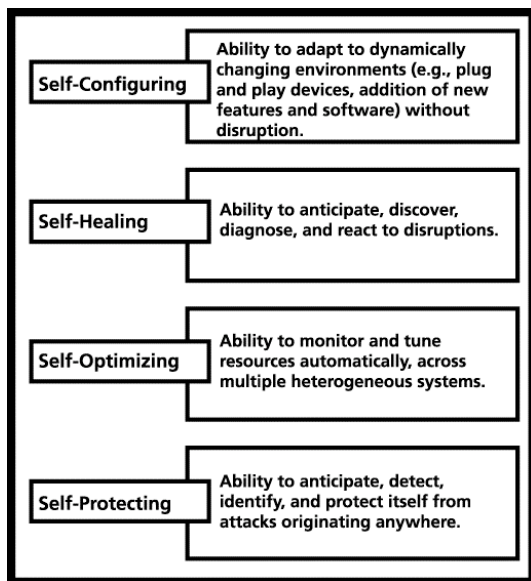 Self-Configuring
Ability to adapt to dynamically
changing environments (e.g., plug
and play devices, addition of new
features and software) without
disruption.
Self-Healing
Ability to anticipate, discover,
diagnose, and react to disruptions.
Self-Optimizing
Ability to monitor and tune
resources automatically, across
multiple heterogeneous systems.
Self-Protecting
Ability to anticipate, detect,
identify, and protect itself from
attacks originating anywhere.